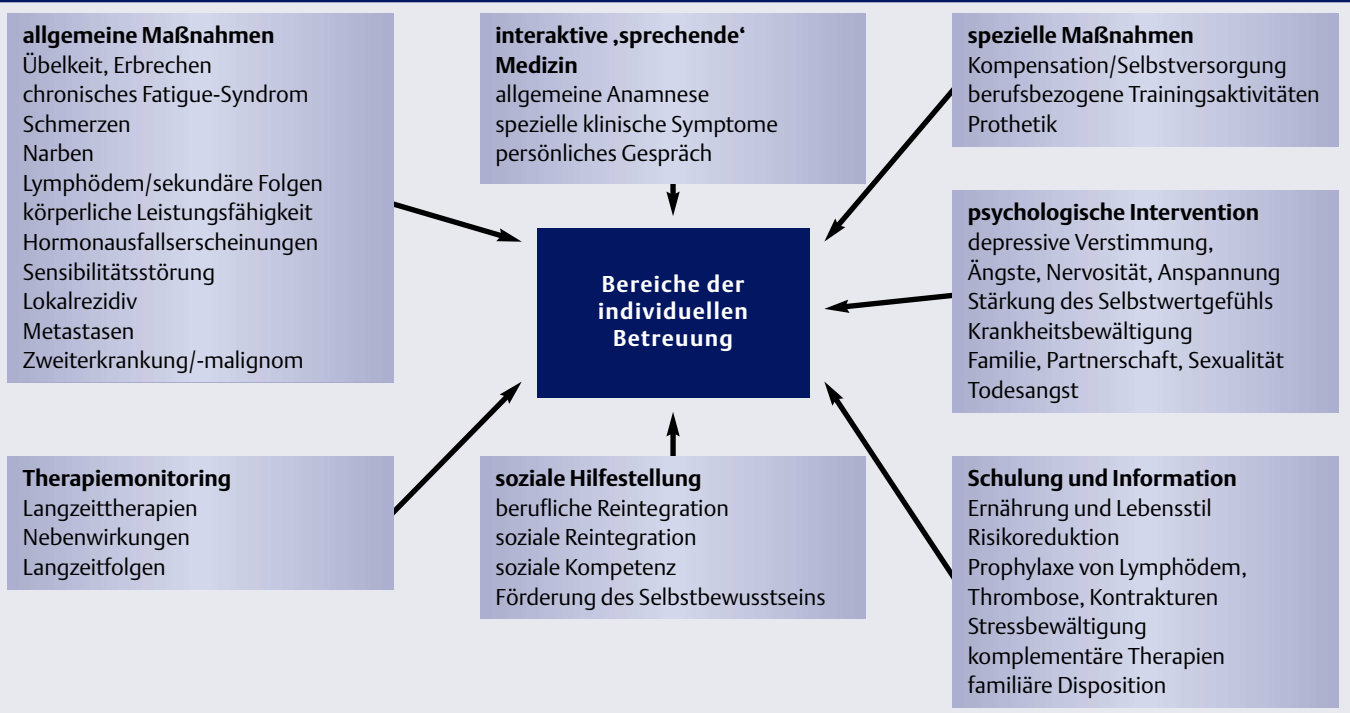 allgemeine Maßnahmen
Übelkeit, Erbrechen
chronisches Fatigue-Syndrom
Schmerzen
Narben
Lymphödem/sekundäre Folgen
körperliche Leistungsfähigkeit
Hormonausfallserscheinungen
Sensibilitätsstörung
Lokalrezidiv
Metastasen
Zweiterkrankung/-malignom
interaktive ‚sprechende‘
Medizin
allgemeine Anamnese
spezielle klinische Symptome
persönliches Gespräch
spezielle Maßnahmen
Kompensation/Selbstversorgung
berufsbezogene Trainingsaktivitäten
Prothetik
Bereiche der
individuellen
Betreuung
psychologische Intervention
depressive Verstimmung,
Ängste, Nervosität, Anspannung
Stärkung des Selbstwertgefühls
Krankheitsbewältigung
Familie, Partnerschaft, Sexualität
Todesangst
Therapiemonitoring
Langzeittherapien
Nebenwirkungen
Langzeitfolgen
soziale Hilfestellung
berufliche Reintegration
soziale Reintegration
soziale Kompetenz
Förderung des Selbstbewusstseins
Schulung und Information
Ernährung und Lebensstil
Risikoreduktion
Prophylaxe von Lymphödem,
Thrombose, Kontrakturen
Stressbewältigung
komplementäre Therapien
familiäre Disposition